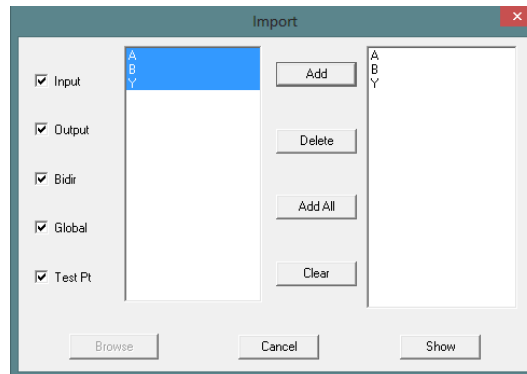 Import
Input
Output
Bidir
Global
Test Pt
A
B
Y
Add
Delete
Add All
Clear
A
B
Y
Browse
Cancel
Show